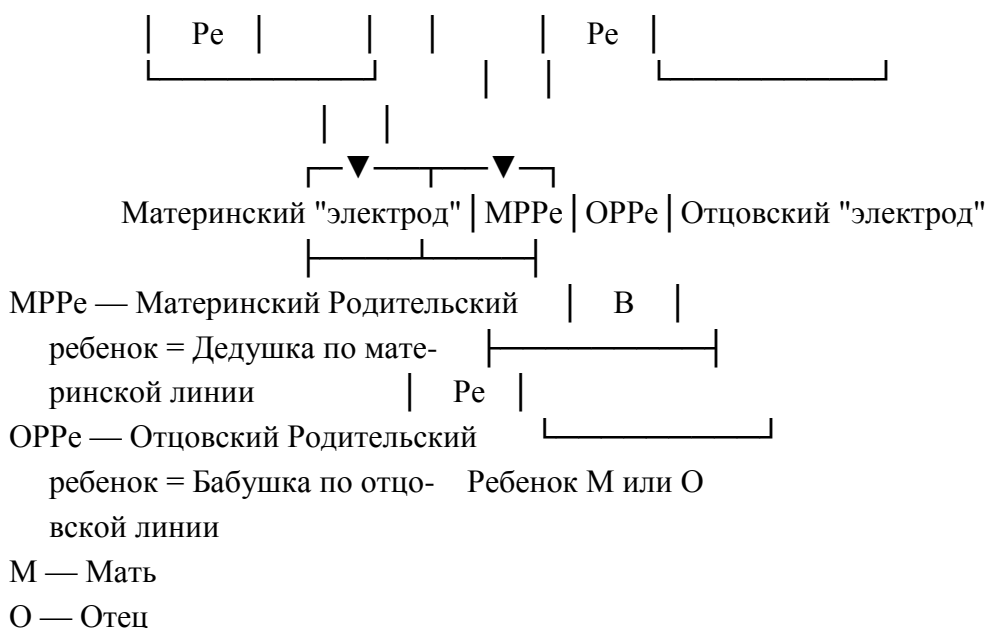 Ре Ре
Материнский "электрод" МРРе ОРРе Отцовский "электрод"
МРРе — Материнский Родительский В
ребенок = Дедушка по мате-
ринской линии Ре
ОРРе — Отцовский Родительский
ребенок = Бабушка по отцо- Ребенок М или О
вской линии
М — Мать
О — Отец